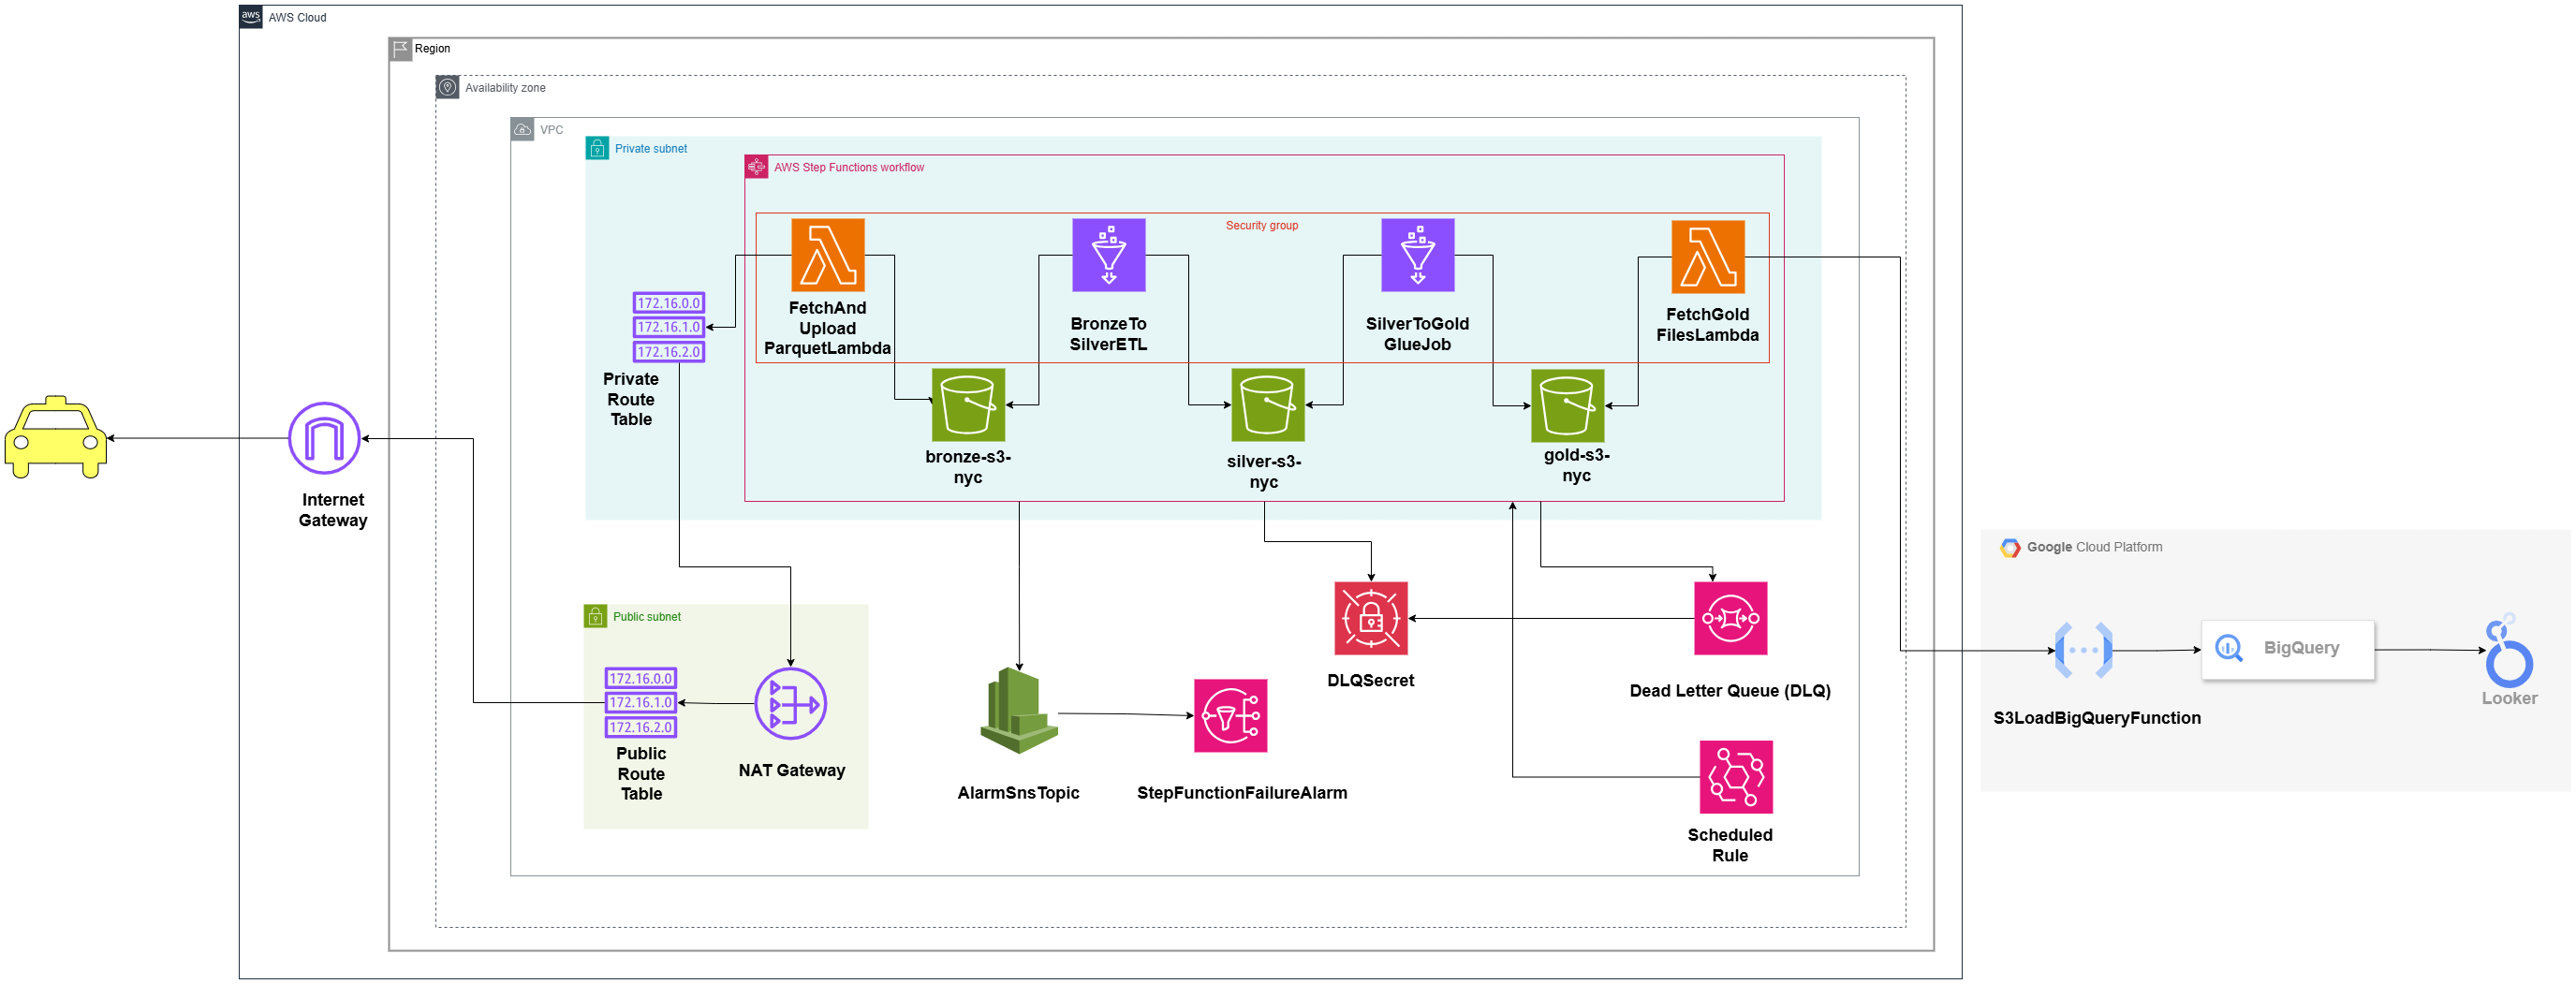 aws
AWS Cloud
Region
Availability zone
VPC
Private subnet
AWS Step Functions workflow
Security group
FetchAnd
Upload
ParquetLambda
BronzeTo
SilverETL
SilverToGold
GlueJob
FetchGold
FilesLambda
172.16.0.0
172.16.1.0
172.16.2.0
Private
Route
Table
bronze-s3-
nyc
silver-s3-
nyc
gold-s3-
nyc
Internet
Gateway
Public subnet
172.16.0.0
172.16.1.0
172.16.2.0
Public
Route
Table
NAT Gateway
AlarmSnsTopic
StepFunctionFailureAlarm
DLQSecret
Dead Letter Queue (DLQ)
Scheduled
Rule
Google Cloud Platform
S3LoadBigQueryFunction
BigQuery
Looker